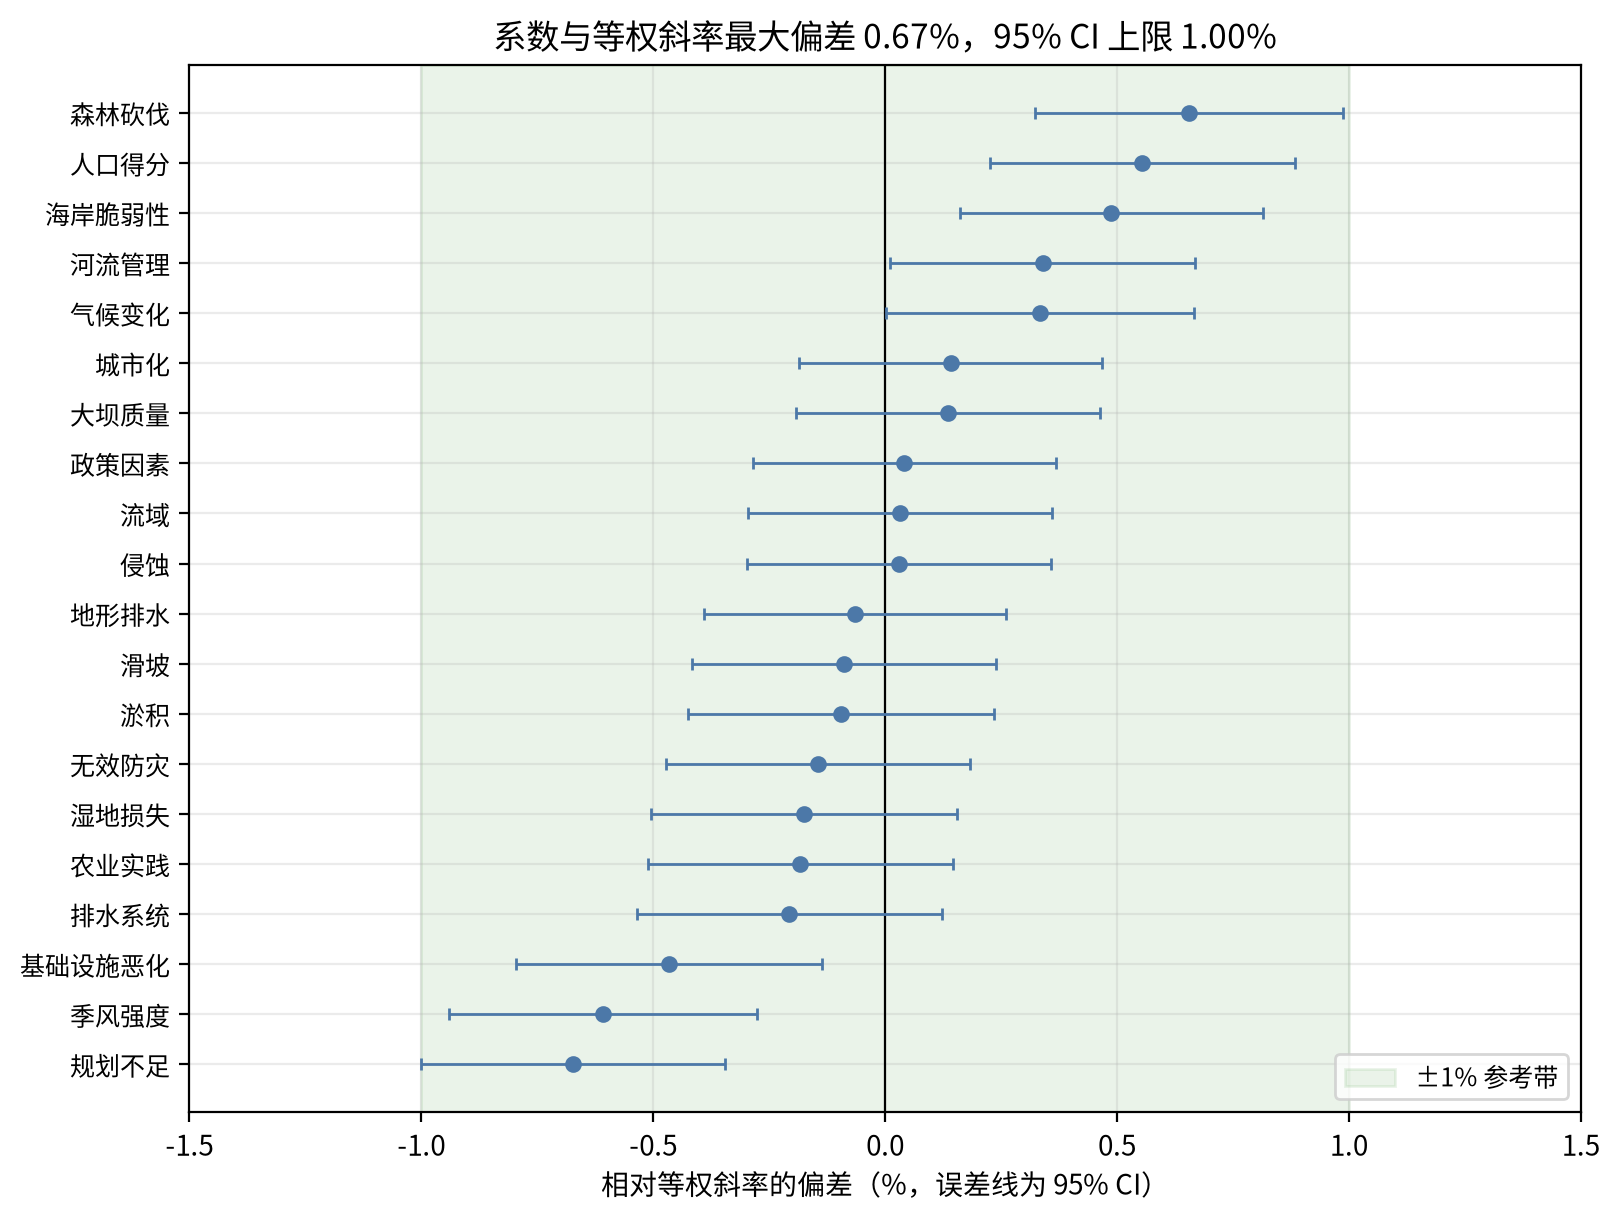 系数与等权斜率最大偏差 0.67%，95% CI 上限 1.00%
森林砍伐
人口得分
海岸脆弱性
河流管理
气候变化
城市化
大坝质量
政策因素
流域
侵蚀
地形排水
滑坡
淤积
无效防灾
湿地损失
农业实践
排水系统
基础设施恶化
季风强度
规划不足
±1% 参考带
-1.5 -1.0 -0.5 0.0 0.5 1.0 1.5
相对等权斜率的偏差（%，误差线为 95% CI）